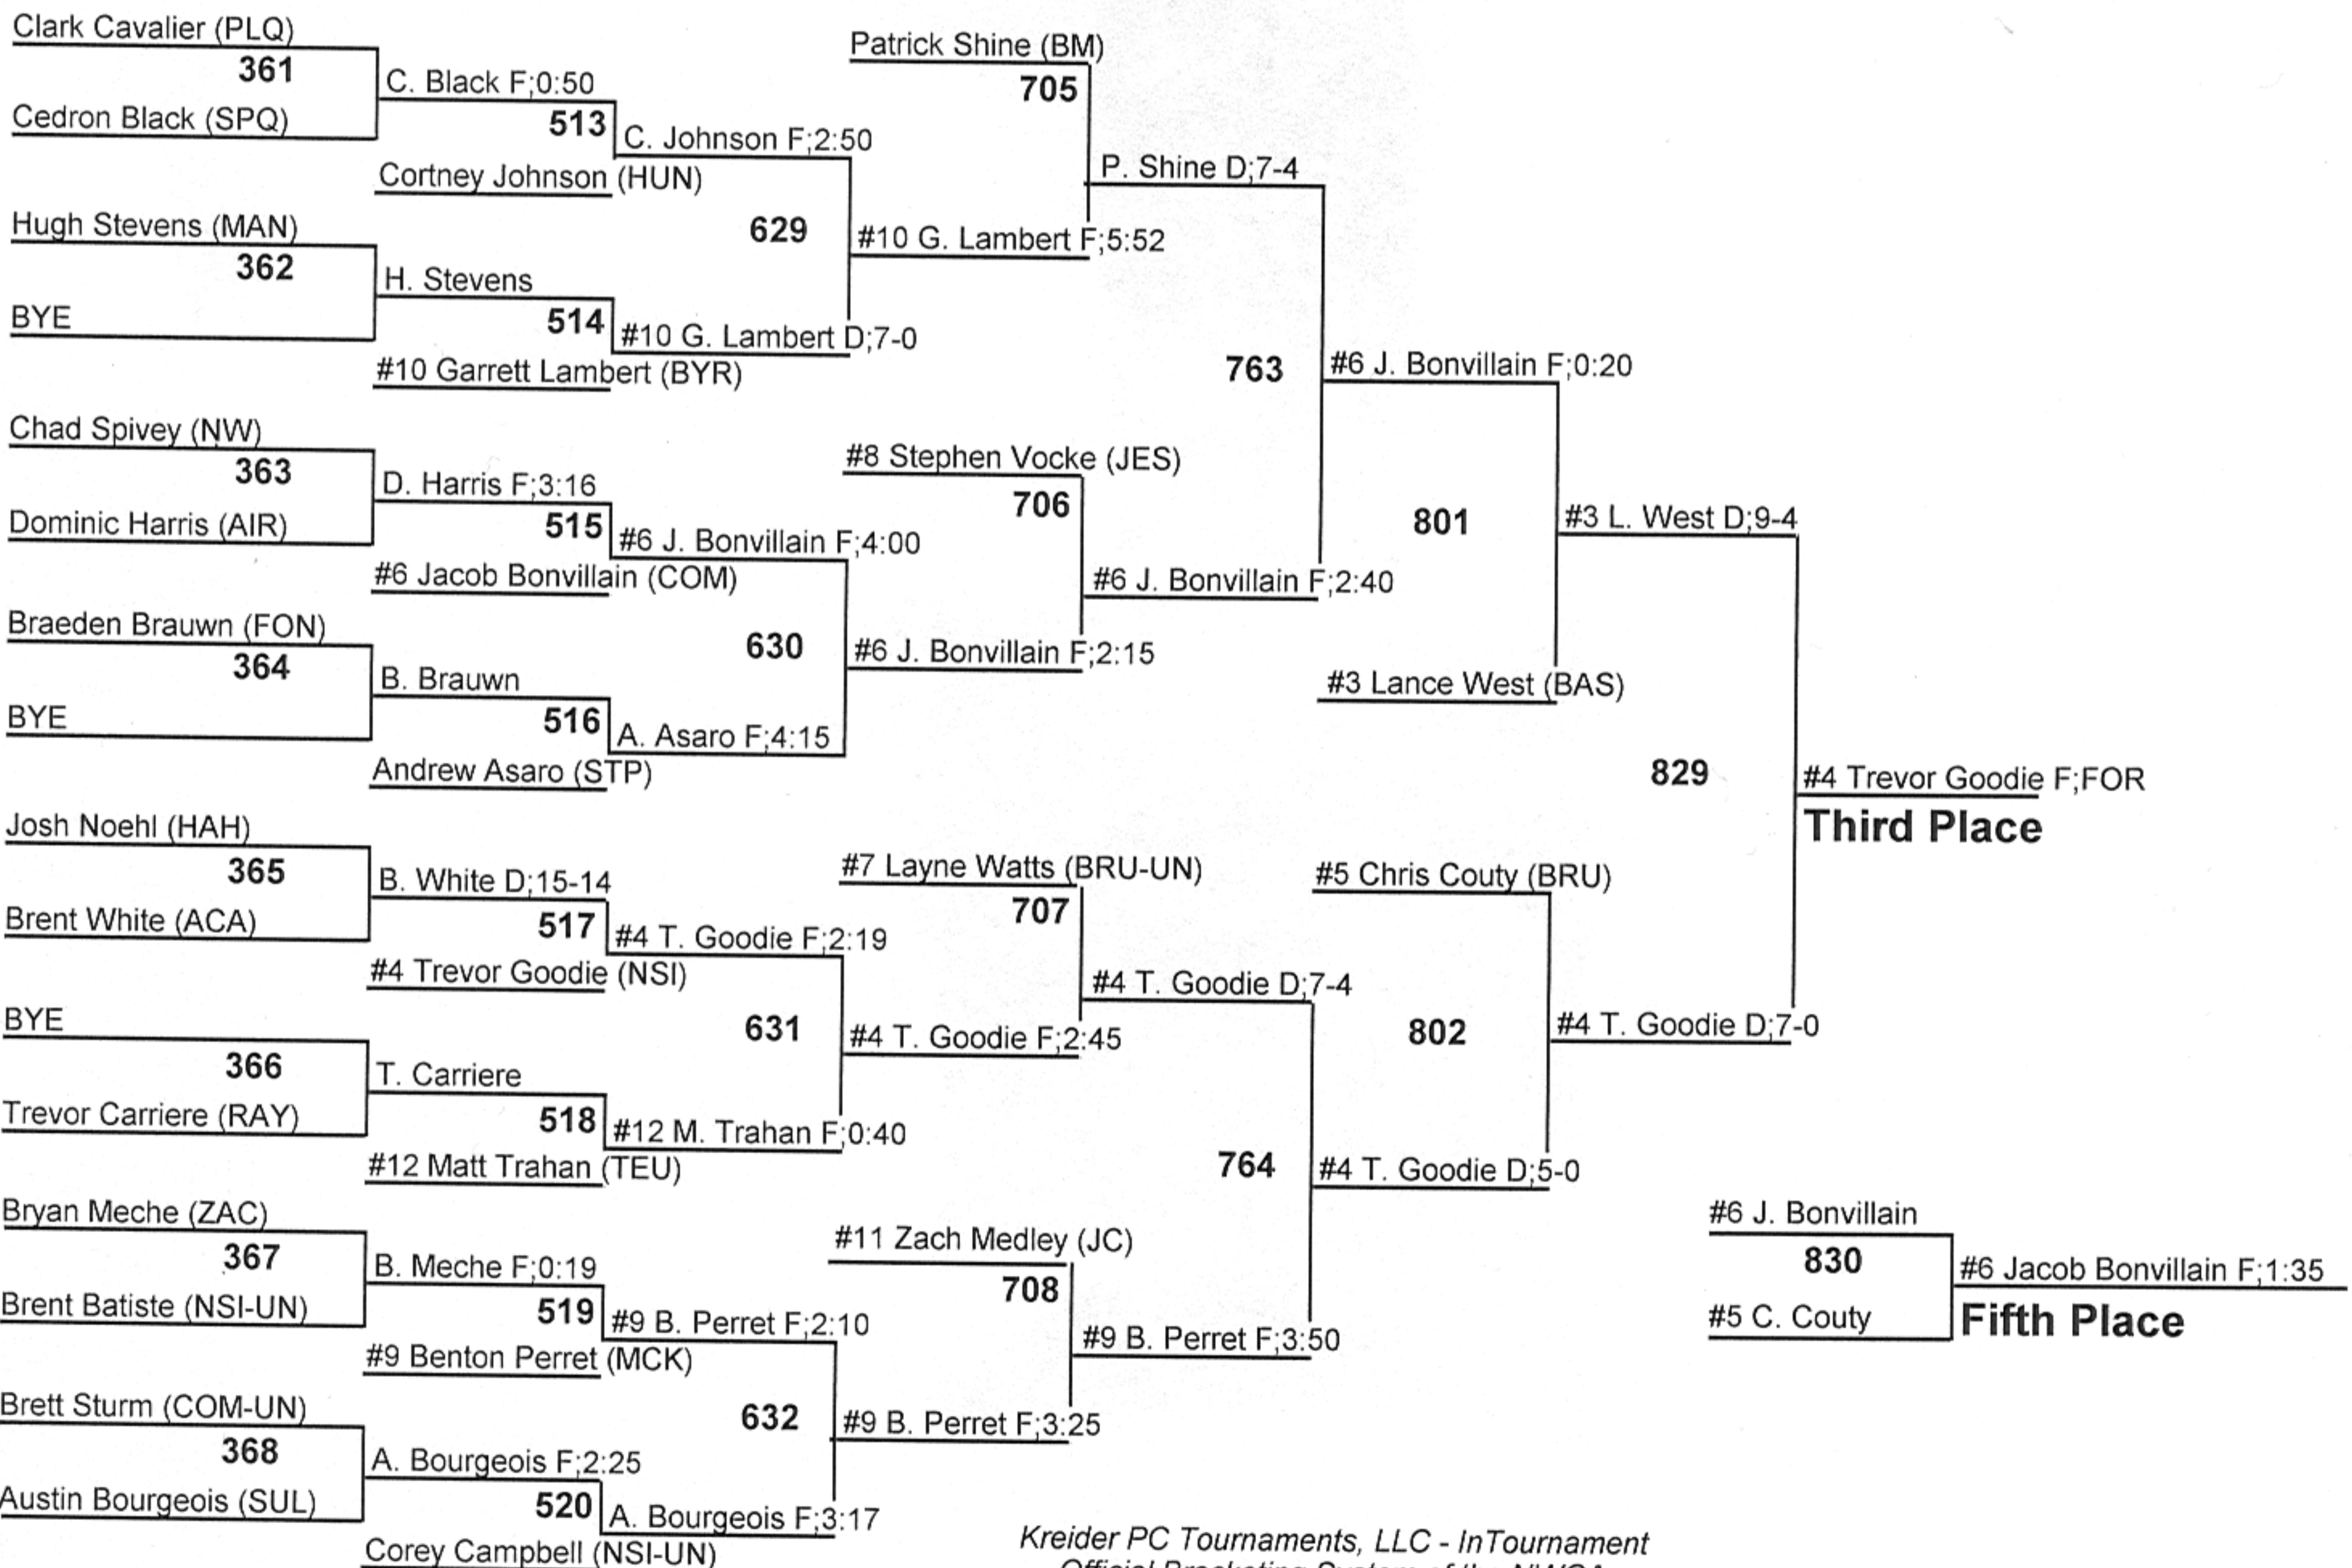 Clark Cavalier (PLQ)
361
Cedron Black (SPQ)
Hugh Stevens (MAN)
362
BYE
Chad Spivey (NW)
363
Dominic Harris (AIR)
Braeden Brauwn (FON)
364
BYE
Josh Noehl (HAH)
365
Brent White (ACA)
BYE
366
Trevor Carriere (RAY)
Bryan Meche (ZAC)
367
Brent Batiste (NSI-UN)
Brett Sturm (COM-UN)
368
Austin Bourgeois (SUL)
C. Black F;0:50
513
Cortney Johnson (HUN)
H. Stevens
514
#10 Garrett Lambert (BYR)
D. Harris F;3:16
515
#6 Jacob Bonvillain (COM)
B. Brauwn
516
Andrew Asaro (STP)
B. White D;15-14
517
#4 Trevor Goodie (NSI)
T. Carriere
518
#12 Matt Trahan (TEU)
B. Meche F;0:19
519
#9 Benton Perret (MCK)
A. Bourgeois F;2:25
520
Corey Campbell (NSI-UN)
C. Johnson F;2:50
629
#10 G. Lambert D;7-0
#6 J. Bonvillain F;4:00
630
A. Asaro F;4:15
#4 T. Goodie F;2:19
631
#12 M. Trahan F;0:40
#9 B. Perret F;2:10
632
A. Bourgeois F;3:17
Patrick Shine (BM)
705
#10 G. Lambert F;5:52
#8 Stephen Vocke (JES)
706
#6 J. Bonvillain F;2:15
#7 Layne Watts (BRU-UN)
707
#4 T. Goodie F;2:45
#11 Zach Medley (JC)
708
#9 B. Perret F;3:25
P. Shine D;7-4
763
#6 J. Bonvillain F;2:40
#4 T. Goodie D;7-4
764
#9 B. Perret F;3:50
#6 J. Bonvillain F;0:20
801
#3 Lance West (BAS)
#5 Chris Couty (BRU)
802
#4 T. Goodie D;5-0
#3 L. West D;9-4
829
#4 T. Goodie D;7-0
#4 Trevor Goodie F;FOR
Third Place
#6 J. Bonvillain
830
#5 C. Couty
#6 Jacob Bonvillain F;1:35
Fifth Place
Kreider PC Tournaments, LLC - InTournament
Official Bracketing System of the NWCA